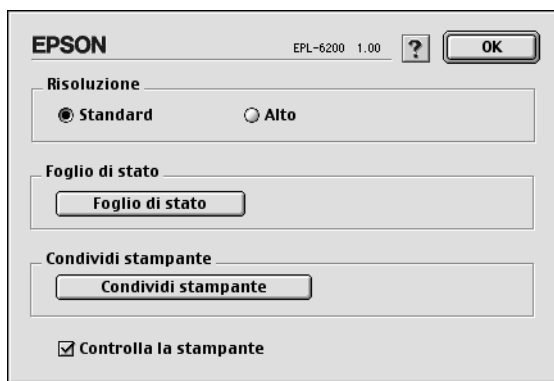 EPSON EPL-6200 1.00 ? OK
Risoluzione
Standard Alto
Foglio di stato
Foglio di stato
Condividi stampante
Condividi stampante
Controlla la stampante